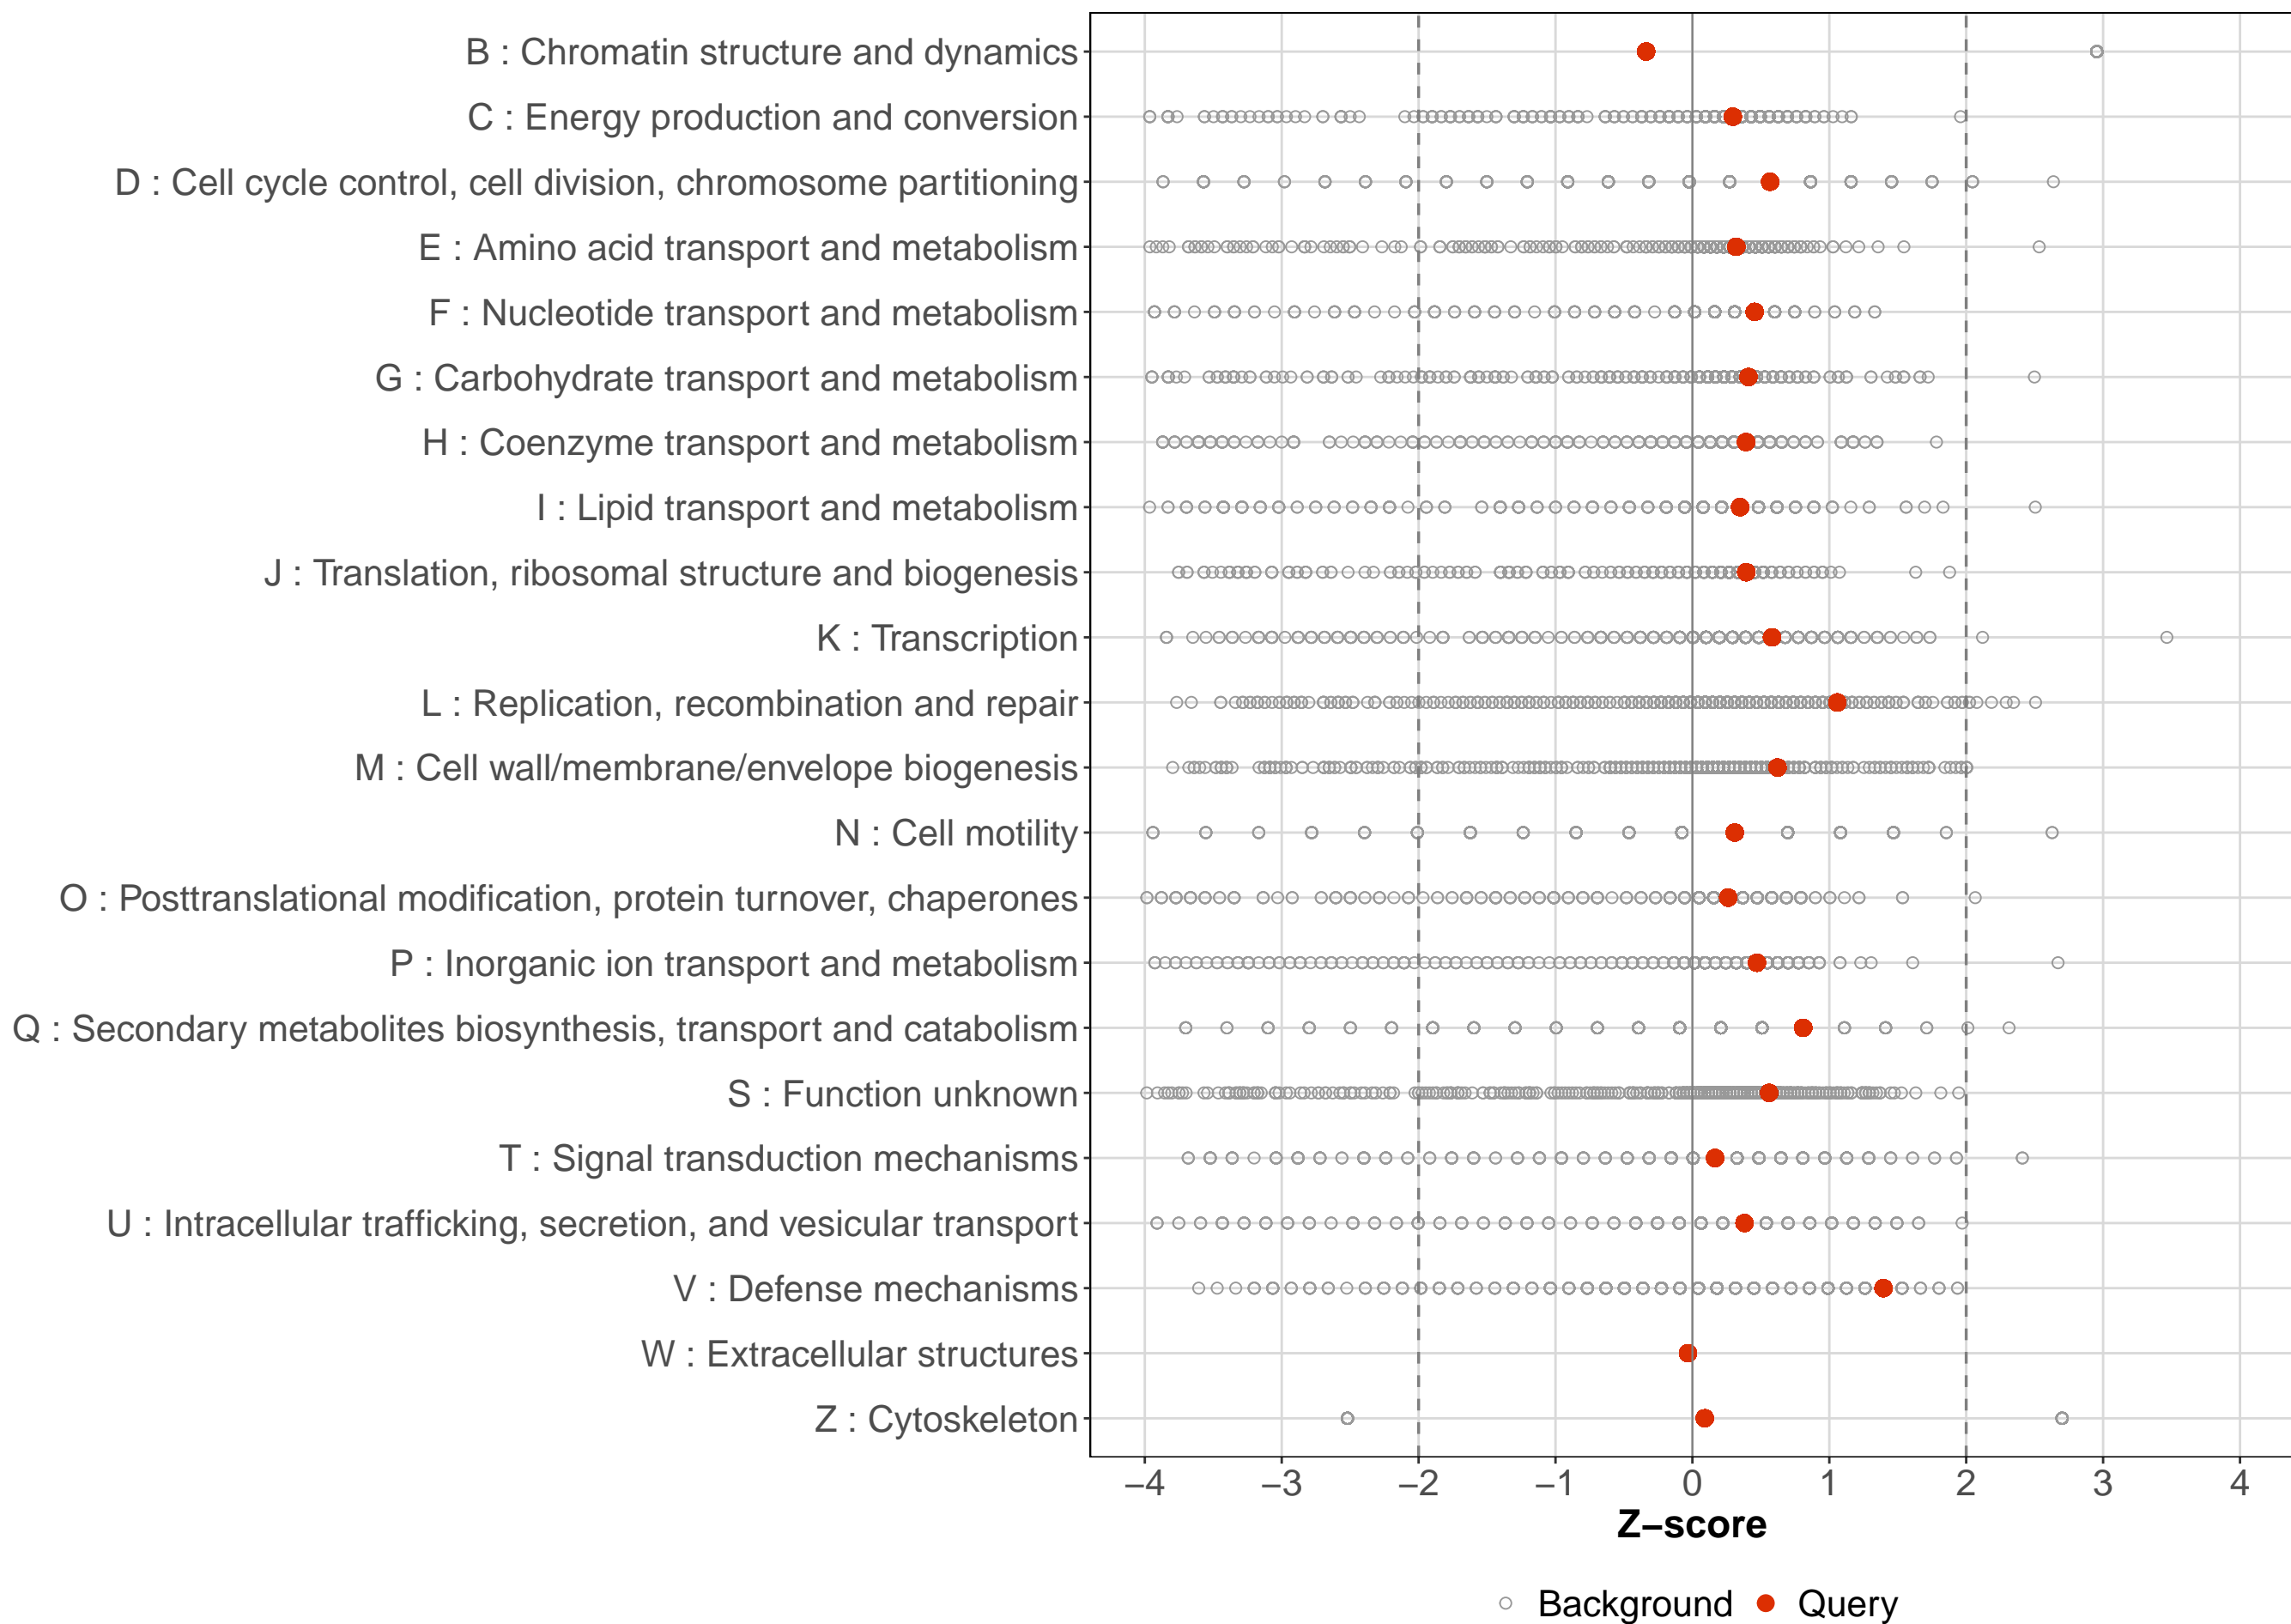 B : Chromatin structure and dynamics
C : Energy production and conversion
D : Cell cycle control, cell division, chromosome partitioning
E : Amino acid transport and metabolism
F : Nucleotide transport and metabolism
G : Carbohydrate transport and metabolism
H : Coenzyme transport and metabolism
I : Lipid transport and metabolism
J : Translation, ribosomal structure and biogenesis
K : Transcription
L : Replication, recombination and repair
M : Cell wall/membrane/envelope biogenesis
N : Cell motility
O : Posttranslational modification, protein turnover, chaperones
P : Inorganic ion transport and metabolism
Q : Secondary metabolites biosynthesis, transport and catabolism
S : Function unknown
T : Signal transduction mechanisms
U : Intracellular trafficking, secretion, and vesicular transport
V : Defense mechanisms
W : Extracellular structures
Z : Cytoskeleton
−4 −3 −2 −1 0 1 2 3 4
Z−score
Background Query